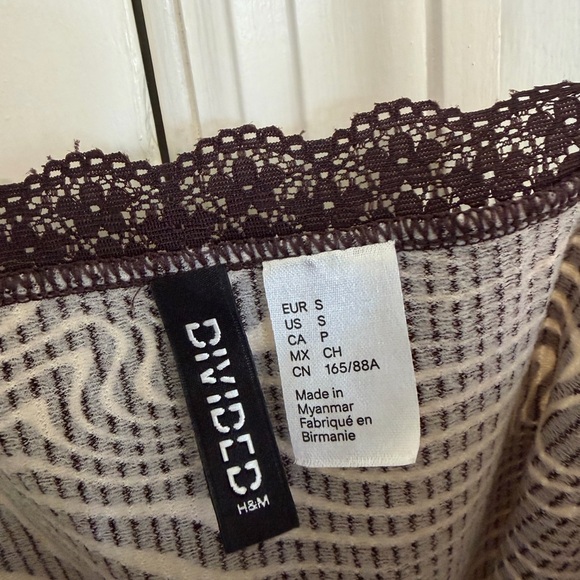 DIVIDED
H&M
EUR S
US S
CA P
MX CH
CN 165/88A
Made in
Myanmar
Fabriqué en
Birmanie